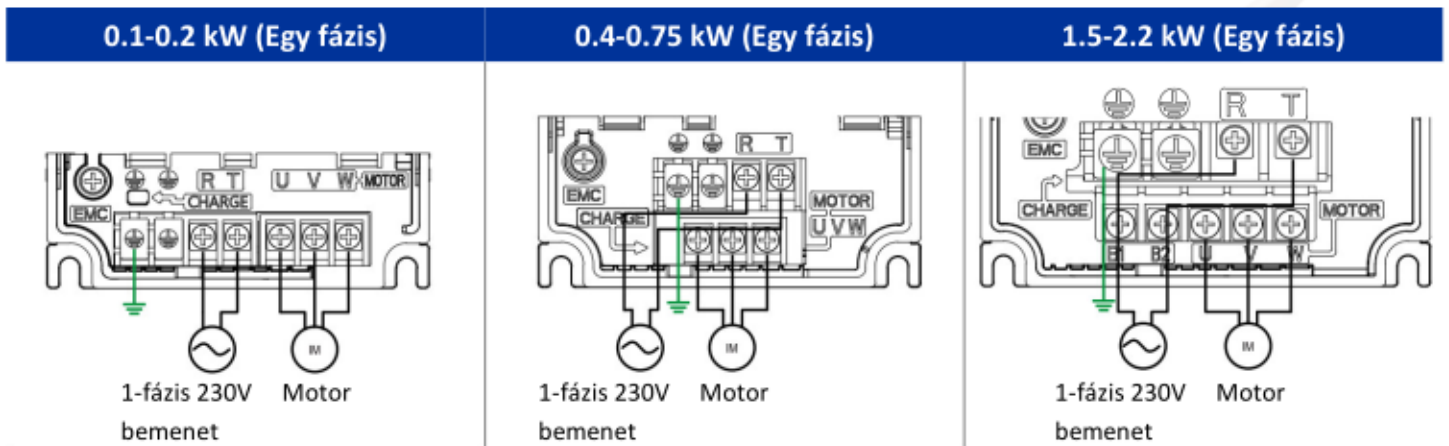 0.1-0.2 kW (Egy fázis)
0.4-0.75 kW (Egy fázis)
1.5-2.2 kW (Egy fázis)
R T U V W MOTOR
CHARGE
EMC
IM
1-fázis 230V Motor
bemenet
R T
EMC
CHARGE
MOTOR
U V W
IM
1-fázis 230V Motor
bemenet
R T
EMC
CHARGE
MOTOR
B1 B2 U V W
IM
1-fázis 230V Motor
bemenet